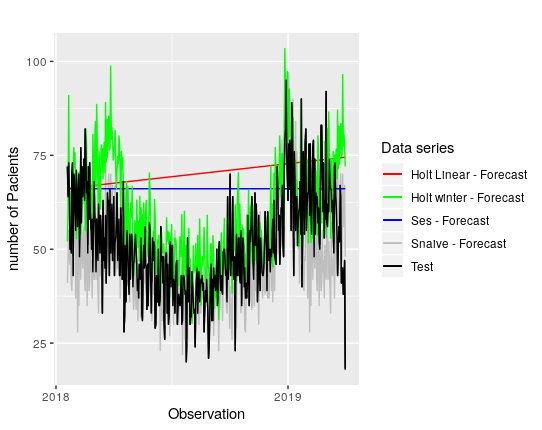 100
75
50
25
number of Pacients
2018
2019
Observation
Data series
Holt LInear - Forecast
Holt wInter - Forecast
Ses - Forecast
SnaIve - Forecast
Test